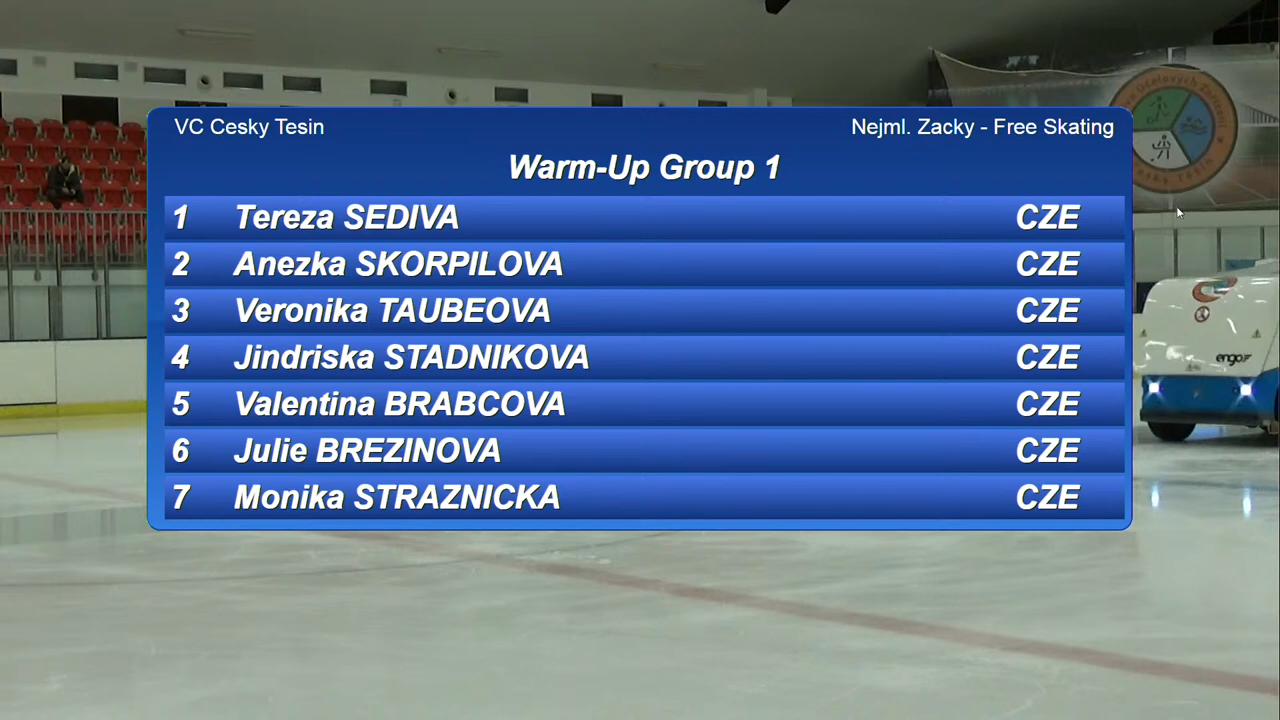 VC Cesky Tesin
Nejml. Zacky - Free Skating
Warm-Up Group 1
1 Tereza SEDIVA CZE
2 Anezka SKORPILOVA CZE
3 Veronika TAUBEOVA CZE
4 Jindriska STADNIKOVA CZE
5 Valentina BRABCOVA CZE
6 Julie BREZINOVA CZE
7 Monika STRAZNICKA CZE
engo